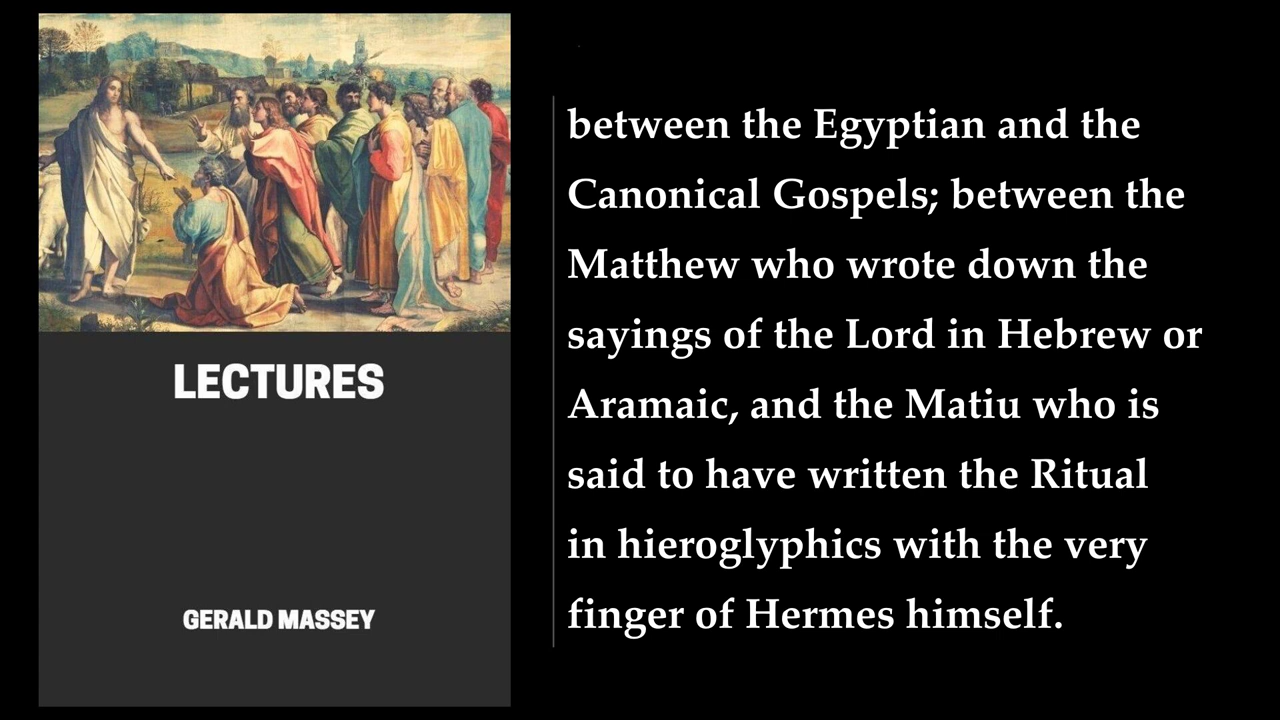 LECTURES
GERALD MASSEY
between the Egyptian and the
Canonical Gospels; between the
Matthew who wrote down the
sayings of the Lord in Hebrew or
Aramaic, and the Matiu who is
said to have written the Ritual
in hieroglyphics with the very
finger of Hermes himself.